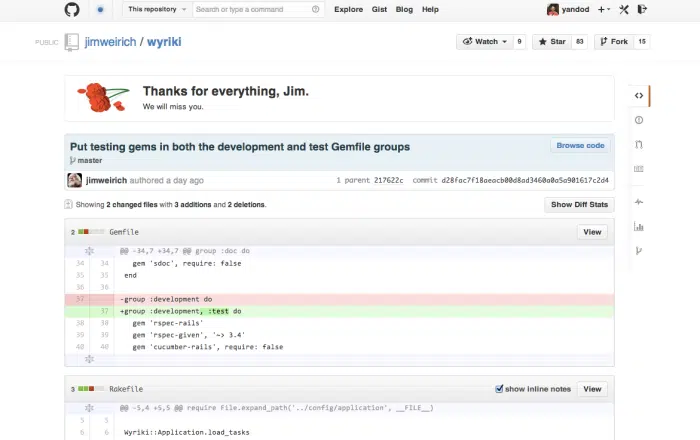 This repository
Search or type a command
Explore Gist Blog Help
yandod
PUBLIC
jimweirich / wyriki
Watch 9
Star 83
Fork 15
Thanks for everything, Jim.
We will miss you.
Put testing gems in both the development and test Gemfile groups
Browse code
master
jimweirich authored a day ago
1 parent 217622c commit d28fac7f18aeacb00d8ad3460a0a5a901617c2d4
Showing 2 changed files with 3 additions and 2 deletions.
Show Diff Stats
2 Gemfile
View
@@ -34,7 +34,7 @@ group :doc do
34 34 gem 'sdoc', require: false
35 35 end
36 36
37 -group :development do
37 +group :development, :test do
38 38 gem 'rspec-rails'
39 39 gem 'rspec-given', '~> 3.4'
40 40 gem 'cucumber-rails', require: false
3 Rakefile
show inline notes
View
@@ -5,4 +5,5 @@ require File.expand_path('../config/application', __FILE__)
5 5
6 6 Wyriki::Application.load_tasks